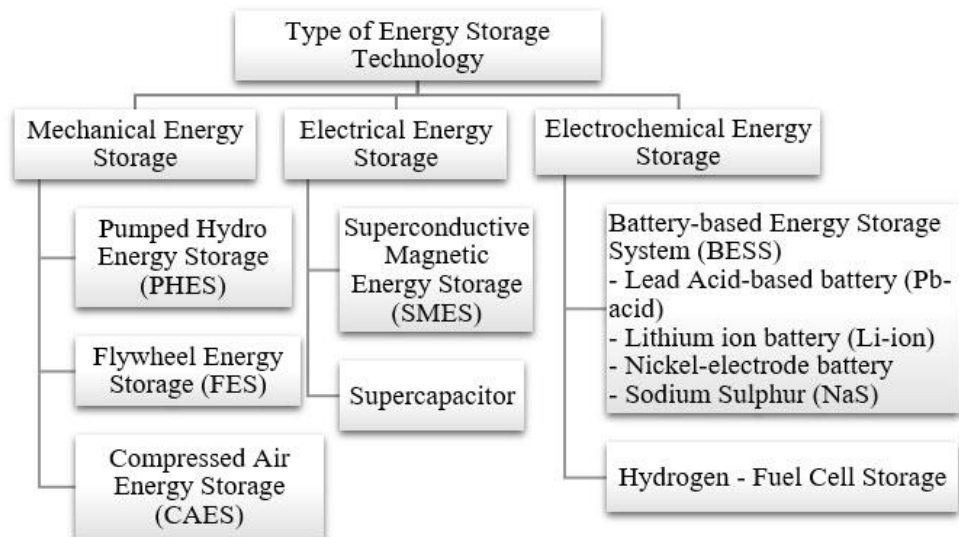 Type of Energy Storage
Technology
Mechanical Energy
Storage
Electrical Energy
Storage
Electrochemical Energy
Storage
Pumped Hydro
Energy Storage
(PHES)
Flywheel Energy
Storage (FES)
Compressed Air
Energy Storage
(CAES)
Superconductive
Magnetic
Energy Storage
(SMES)
Supercapacitor
Battery-based Energy Storage
System (BESS)
- Lead Acid-based battery (Pb-
acid)
- Lithium ion battery (Li-ion)
- Nickel-electrode battery
- Sodium Sulphur (NaS)
Hydrogen - Fuel Cell Storage